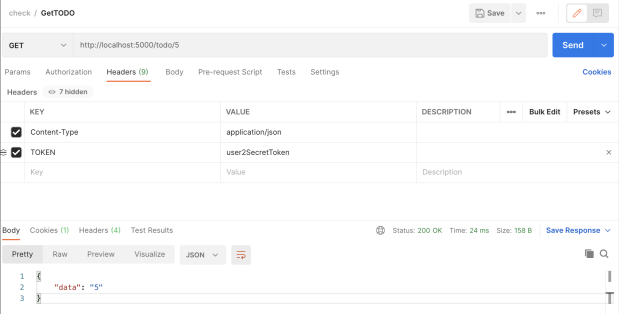 check / GetTODO
Save
GET http://localhost:5000/todo/5 Send
Params Authorization Headers (9) Body Pre-request Script Tests Settings Cookies
Headers 7 hidden
KEY VALUE DESCRIPTION Bulk Edit Presets
Content-Type application/json
TOKEN user2SecretToken
Key Value Description
Body Cookies (1) Headers (4) Test Results Status: 200 OK Time: 24 ms Size: 158 B Save Response
Pretty Raw Preview Visualize JSON
1 {
2 "data": "5"
3 }